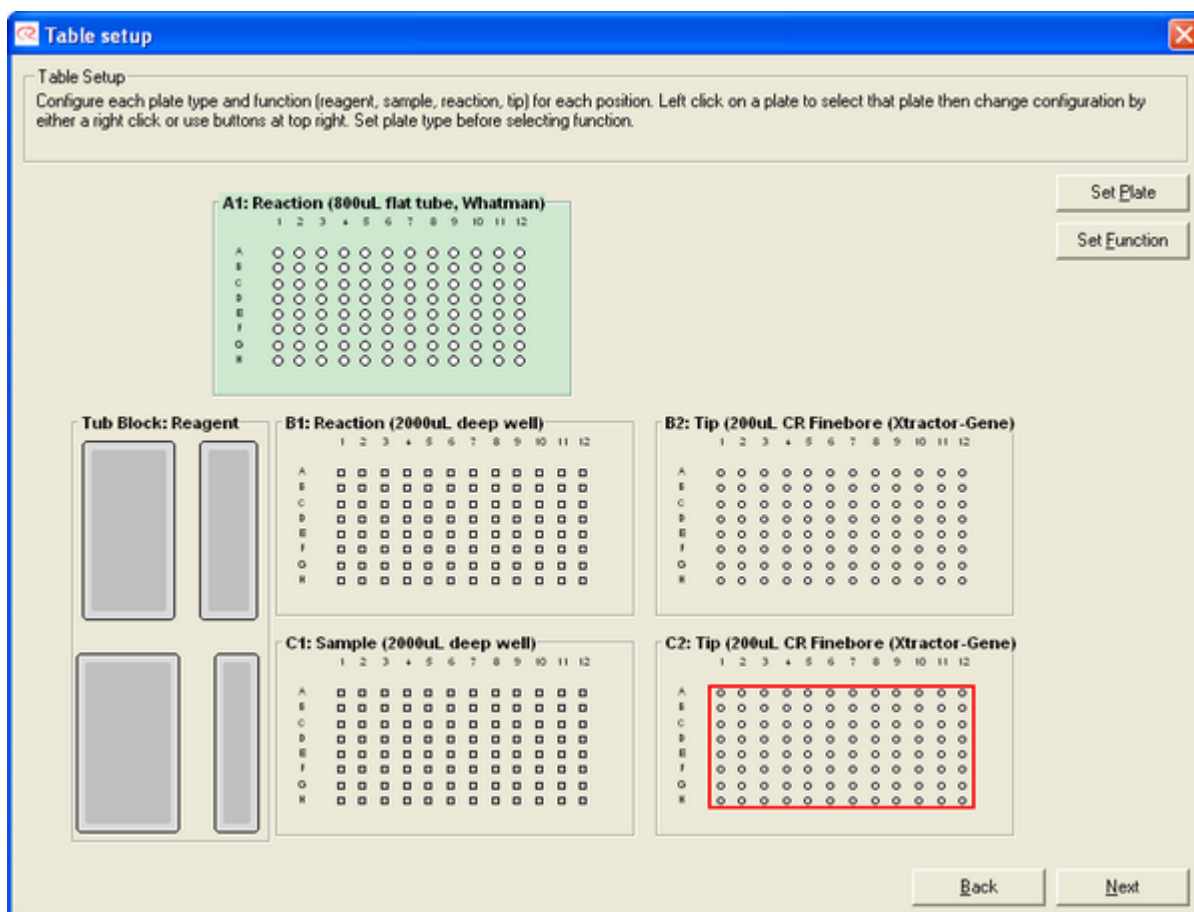 Table setup
Table Setup
Configure each plate type and function (reagent, sample, reaction, tip) for each position. Left click on a plate to select that plate then change configuration by
either a right click or use buttons at top right. Set plate type before selecting function.
Set Plate
Set Function
A1: Reaction (800uL flat tube, Whatman)
1 2 3 4 5 6 7 8 9 10 11 12
A
B
C
D
E
F
G
H
Tub Block: Reagent
B1: Reaction (2000uL deep well)
1 2 3 4 5 6 7 8 9 10 11 12
A
B
C
D
E
F
G
H
B2: Tip (200uL CR Finebore (Xtractor-Gene)
1 2 3 4 5 6 7 8 9 10 11 12
A
B
C
D
E
F
G
H
C1: Sample (2000uL deep well)
1 2 3 4 5 6 7 8 9 10 11 12
A
B
C
D
E
F
G
H
C2: Tip (200uL CR Finebore (Xtractor-Gene)
1 2 3 4 5 6 7 8 9 10 11 12
A
B
C
D
E
F
G
H
Back
Next